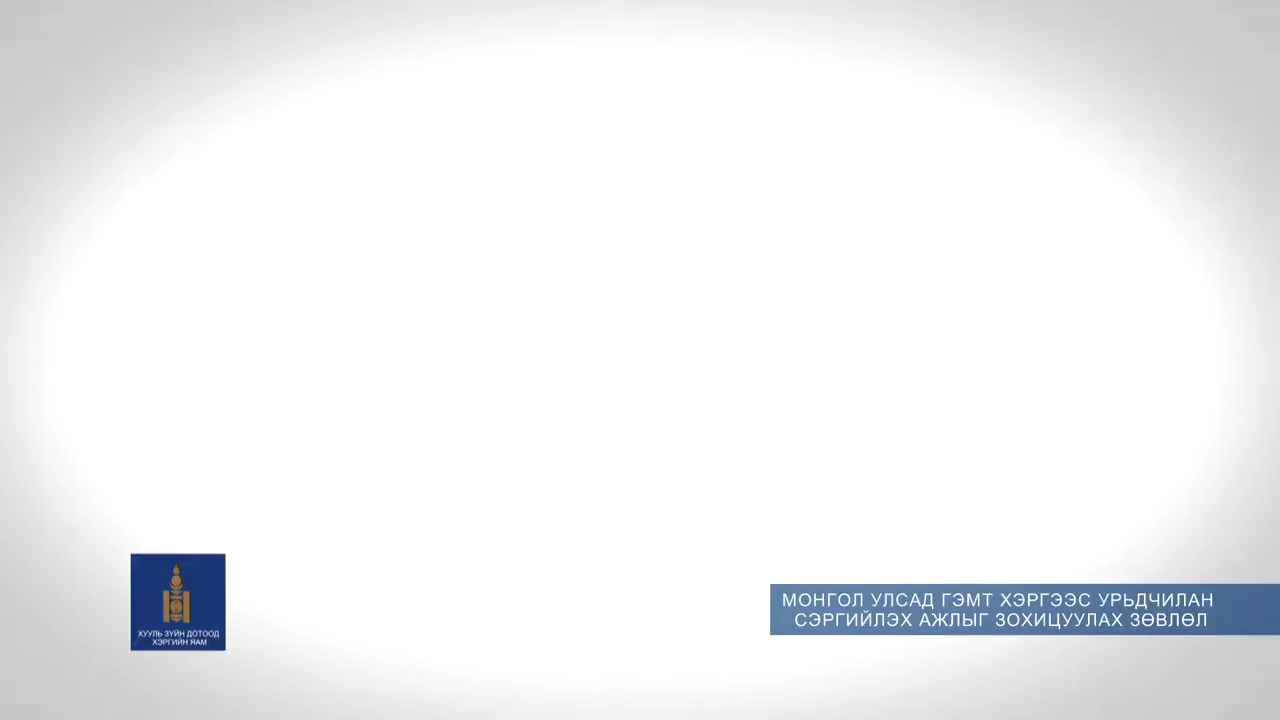 ХУУЛЬ ЗҮЙН ДОТООД
ХЭРГИЙН ЯАМ
МОНГОЛ УЛСАД ГЭМТ ХЭРГЭЭС УРЬДЧИЛАН
СЭРГИЙЛЭХ АЖЛЫГ ЗОХИЦУУЛАХ ЗӨВЛӨЛ